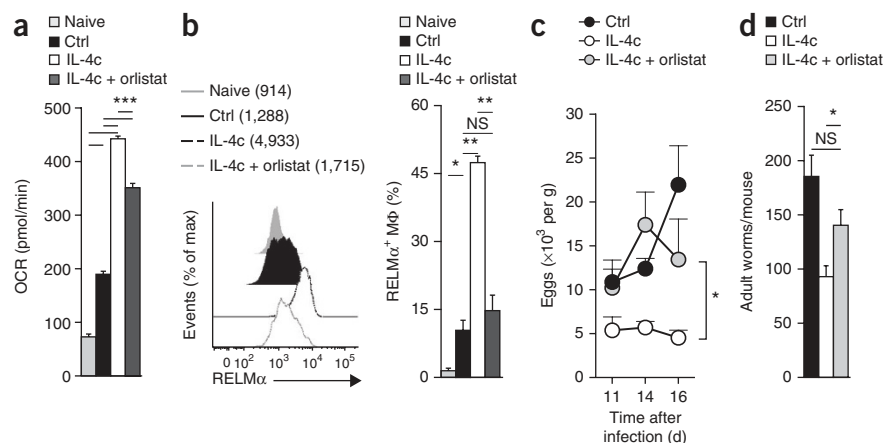 a
Naive
Ctrl
IL-4c
IL-4c + orlistat
***
500
400
300
200
100
0
OCR (pmol/min)
b
Naive (914)
Ctrl (1,288)
IL-4c (4,933)
IL-4c + orlistat (1,715)
Events (% of max)
0 10² 10³ 10⁴ 10⁵
RELMα
Naive
Ctrl
IL-4c
IL-4c + orlistat
**
NS
**
*
60
45
30
15
0
RELMα⁺ MΦ (%)
c
Ctrl
IL-4c
IL-4c + orlistat
30
25
20
15
10
5
0
Eggs (×10³ per g)
*
11 14 16
Time after
infection (d)
d
Ctrl
IL-4c
IL-4c + orlistat
*
NS
250
200
150
100
50
0
Adult worms/mouse